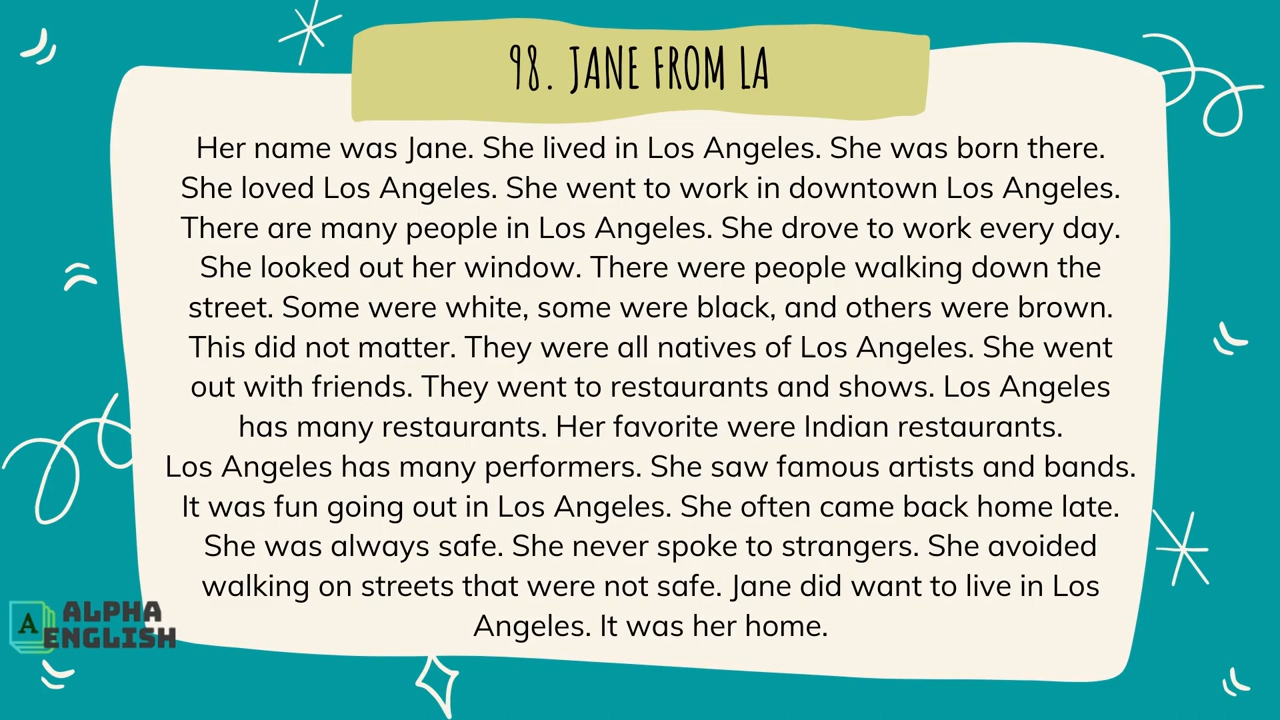 98. JANE FROM LA
Her name was Jane. She lived in Los Angeles. She was born there.
She loved Los Angeles. She went to work in downtown Los Angeles.
There are many people in Los Angeles. She drove to work every day.
She looked out her window. There were people walking down the
street. Some were white, some were black, and others were brown.
This did not matter. They were all natives of Los Angeles. She went
out with friends. They went to restaurants and shows. Los Angeles
has many restaurants. Her favorite were Indian restaurants.
Los Angeles has many performers. She saw famous artists and bands.
It was fun going out in Los Angeles. She often came back home late.
She was always safe. She never spoke to strangers. She avoided
walking on streets that were not safe. Jane did want to live in Los
Angeles. It was her home.
A
ALPHA
ENGLISH